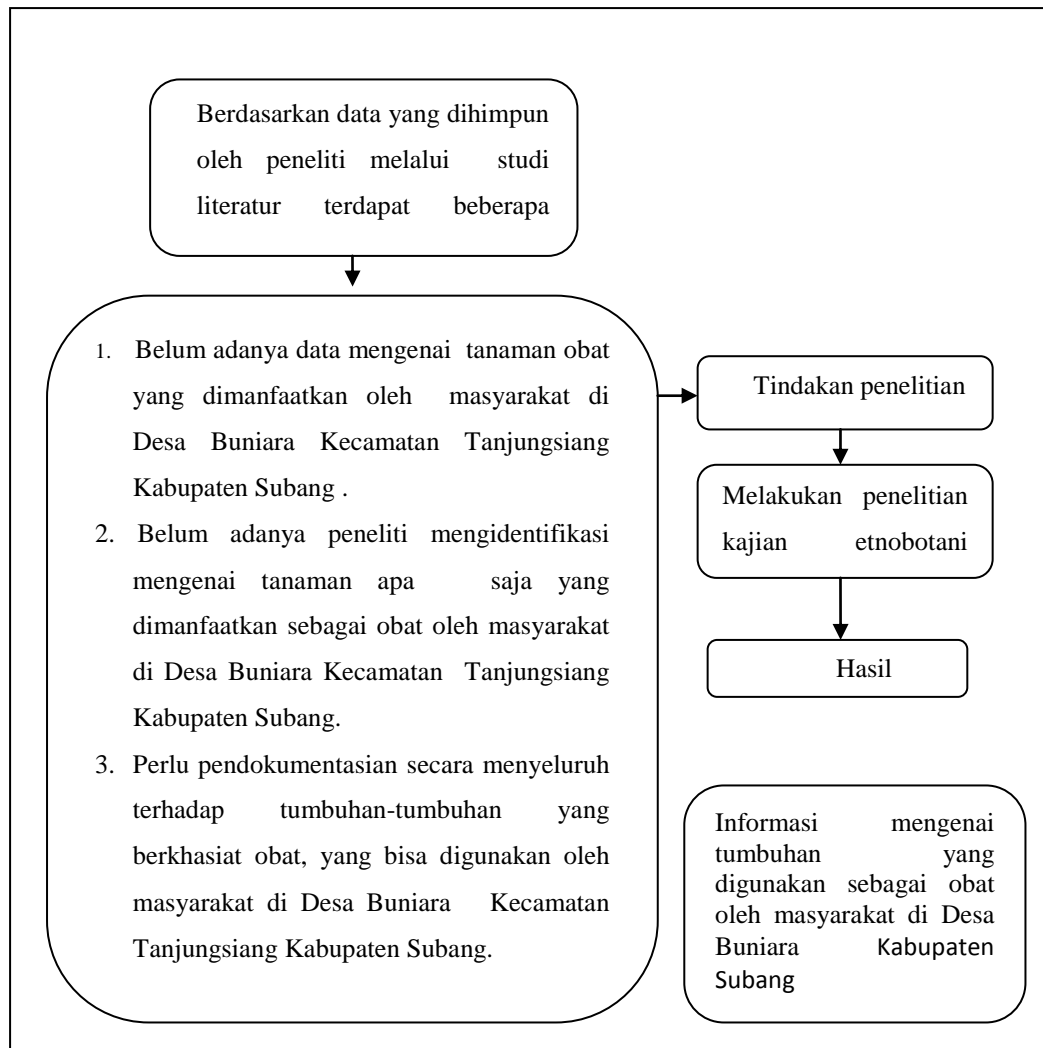 Berdasarkan data yang dihimpun
oleh peneliti melalui studi
literatur terdapat beberapa
1. Belum adanya data mengenai tanaman obat
yang dimanfaatkan oleh masyarakat di
Desa Buniara Kecamatan Tanjungsiang
Kabupaten Subang .
2. Belum adanya peneliti mengidentifikasi
mengenai tanaman apa saja yang
dimanfaatkan sebagai obat oleh masyarakat
di Desa Buniara Kecamatan Tanjungsiang
Kabupaten Subang.
3. Perlu pendokumentasian secara menyeluruh
terhadap tumbuhan-tumbuhan yang
berkhasiat obat, yang bisa digunakan oleh
masyarakat di Desa Buniara Kecamatan
Tanjungsiang Kabupaten Subang.
Tindakan penelitian
Melakukan penelitian
kajian etnobotani
Hasil
Informasi mengenai
tumbuhan yang
digunakan sebagai obat
oleh masyarakat di Desa
Buniara Kabupaten
Subang